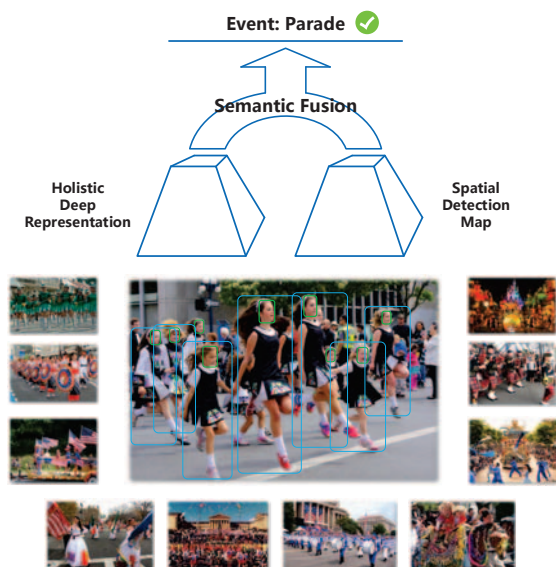 Event: Parade
Semantic Fusion
Holistic
Deep
Representation
Spatial
Detection
Map